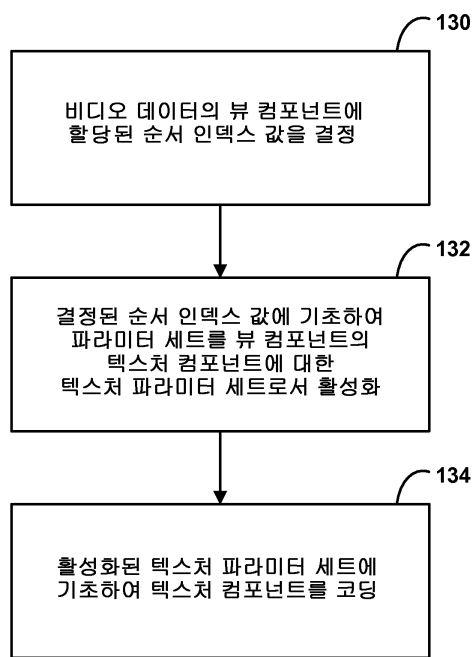 130
비디오 데이터의 뷰 컴포넌트에
할당된 순서 인덱스 값을 결정
132
결정된 순서 인덱스 값에 기초하여
파라미터 세트를 뷰 컴포넌트의
텍스처 컴포넌트에 대한
텍스처 파라미터 세트로서 활성화
134
활성화된 텍스처 파라미터 세트에
기초하여 텍스처 컴포넌트를 코딩